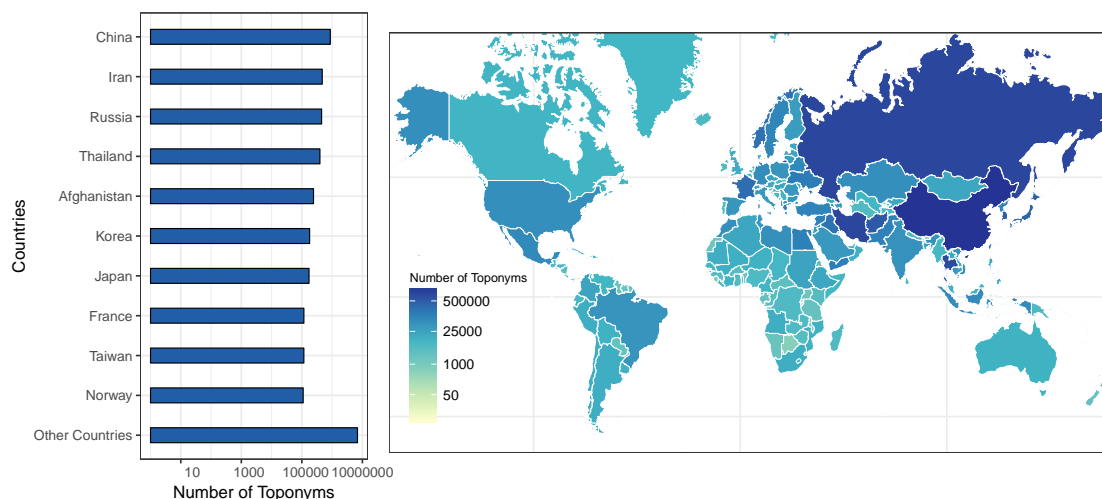 Countries
China
Iran
Russia
Thailand
Afghanistan
Korea
Japan
France
Taiwan
Norway
Other Countries
10 1000 100000 10000000
Number of Toponyms
Number of Toponyms
500000
25000
1000
50